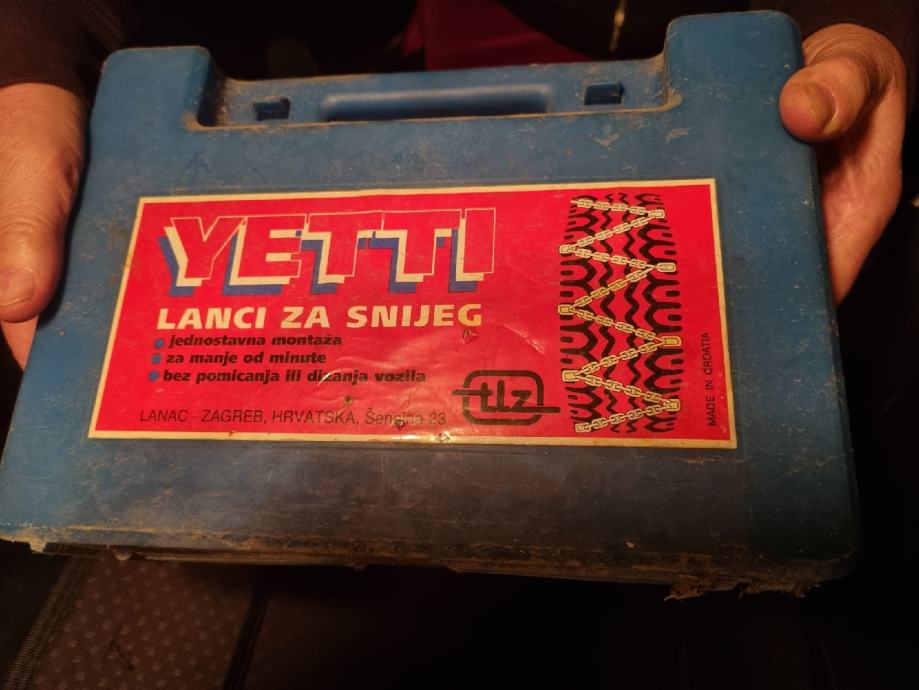 YETTI
LANCI ZA SNIJEG
jednostavna montaža
za manje od minute
bez pomicanja ili dizanja vozila
tlz
LANAC - ZAGREB, HRVATSKA, 23
MADE IN CROATIA